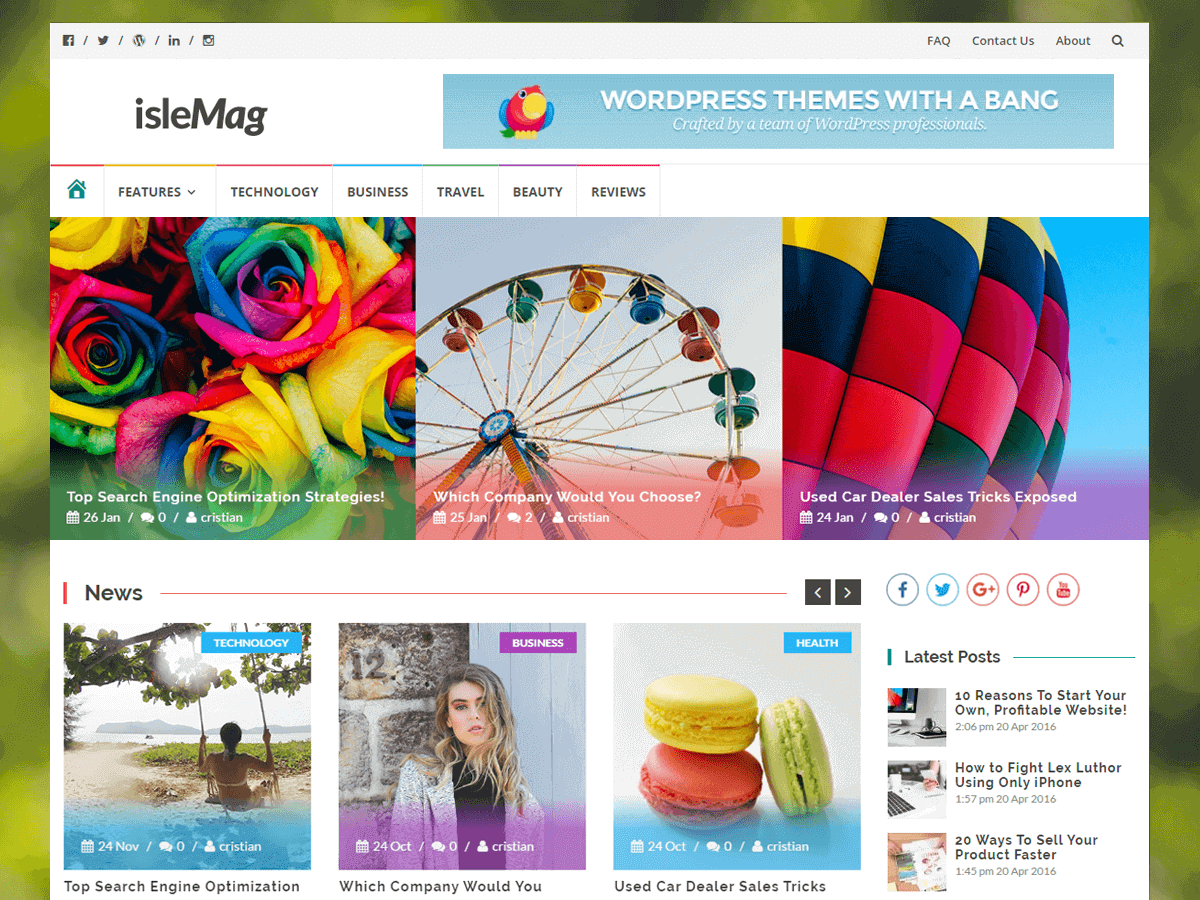 FAQ Contact Us About
isleMag
WORDPRESS THEMES WITH A BANG
Crafted by a team of WordPress professionals.
FEATURES TECHNOLOGY BUSINESS TRAVEL BEAUTY REVIEWS
Top Search Engine Optimization Strategies!
26 Jan / 0 / cristian
Which Company Would You Choose?
25 Jan / 2 / cristian
Used Car Dealer Sales Tricks Exposed
24 Jan / 0 / cristian
News
TECHNOLOGY
24 Nov / 0 / cristian
Top Search Engine Optimization
BUSINESS
12
24 Oct / 0 / cristian
Which Company Would You
HEALTH
24 Oct / 0 / cristian
Used Car Dealer Sales Tricks
Latest Posts
10 Reasons To Start Your
Own, Profitable Website!
2:06 pm 20 Apr 2016
How to Fight Lex Luthor
Using Only iPhone
1:57 pm 20 Apr 2016
20 Ways To Sell Your
Product Faster
1:45 pm 20 Apr 2016